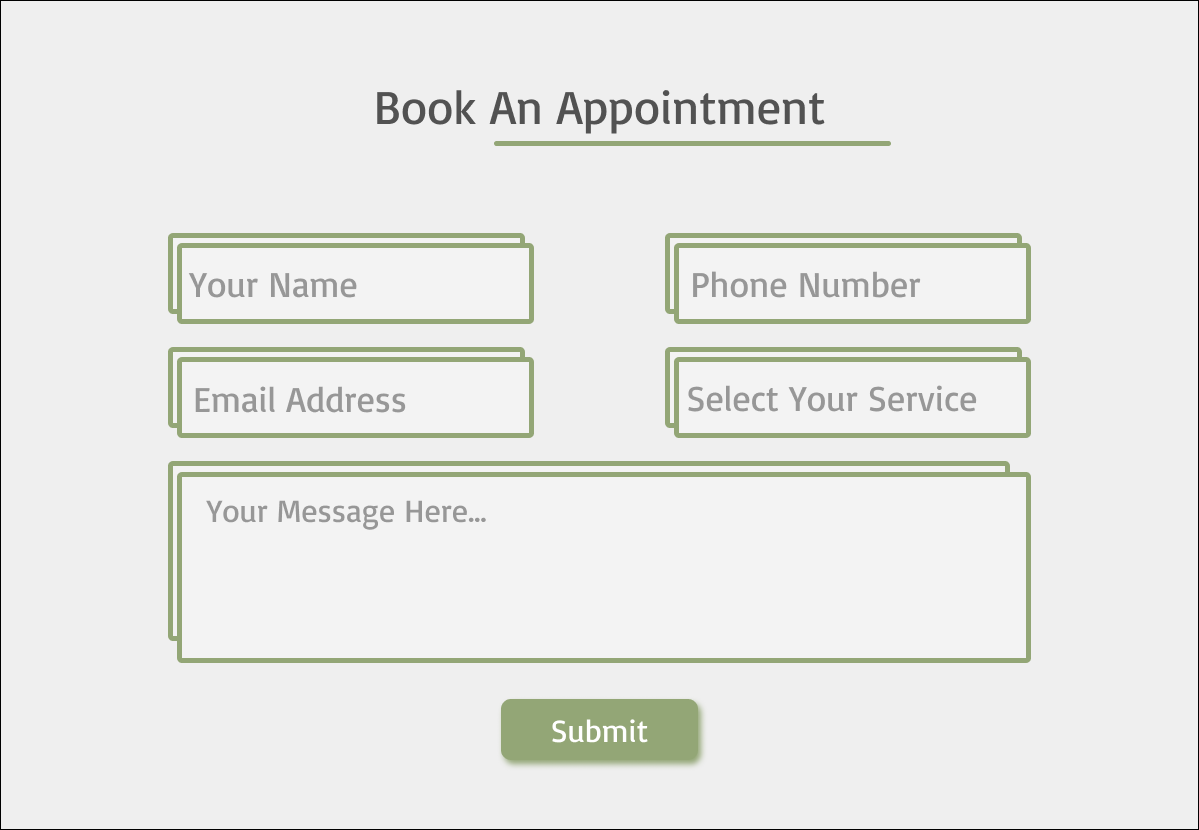 Book An Appointment
Your Name
Phone Number
Email Address
Select Your Service
Your Message Here...
Submit